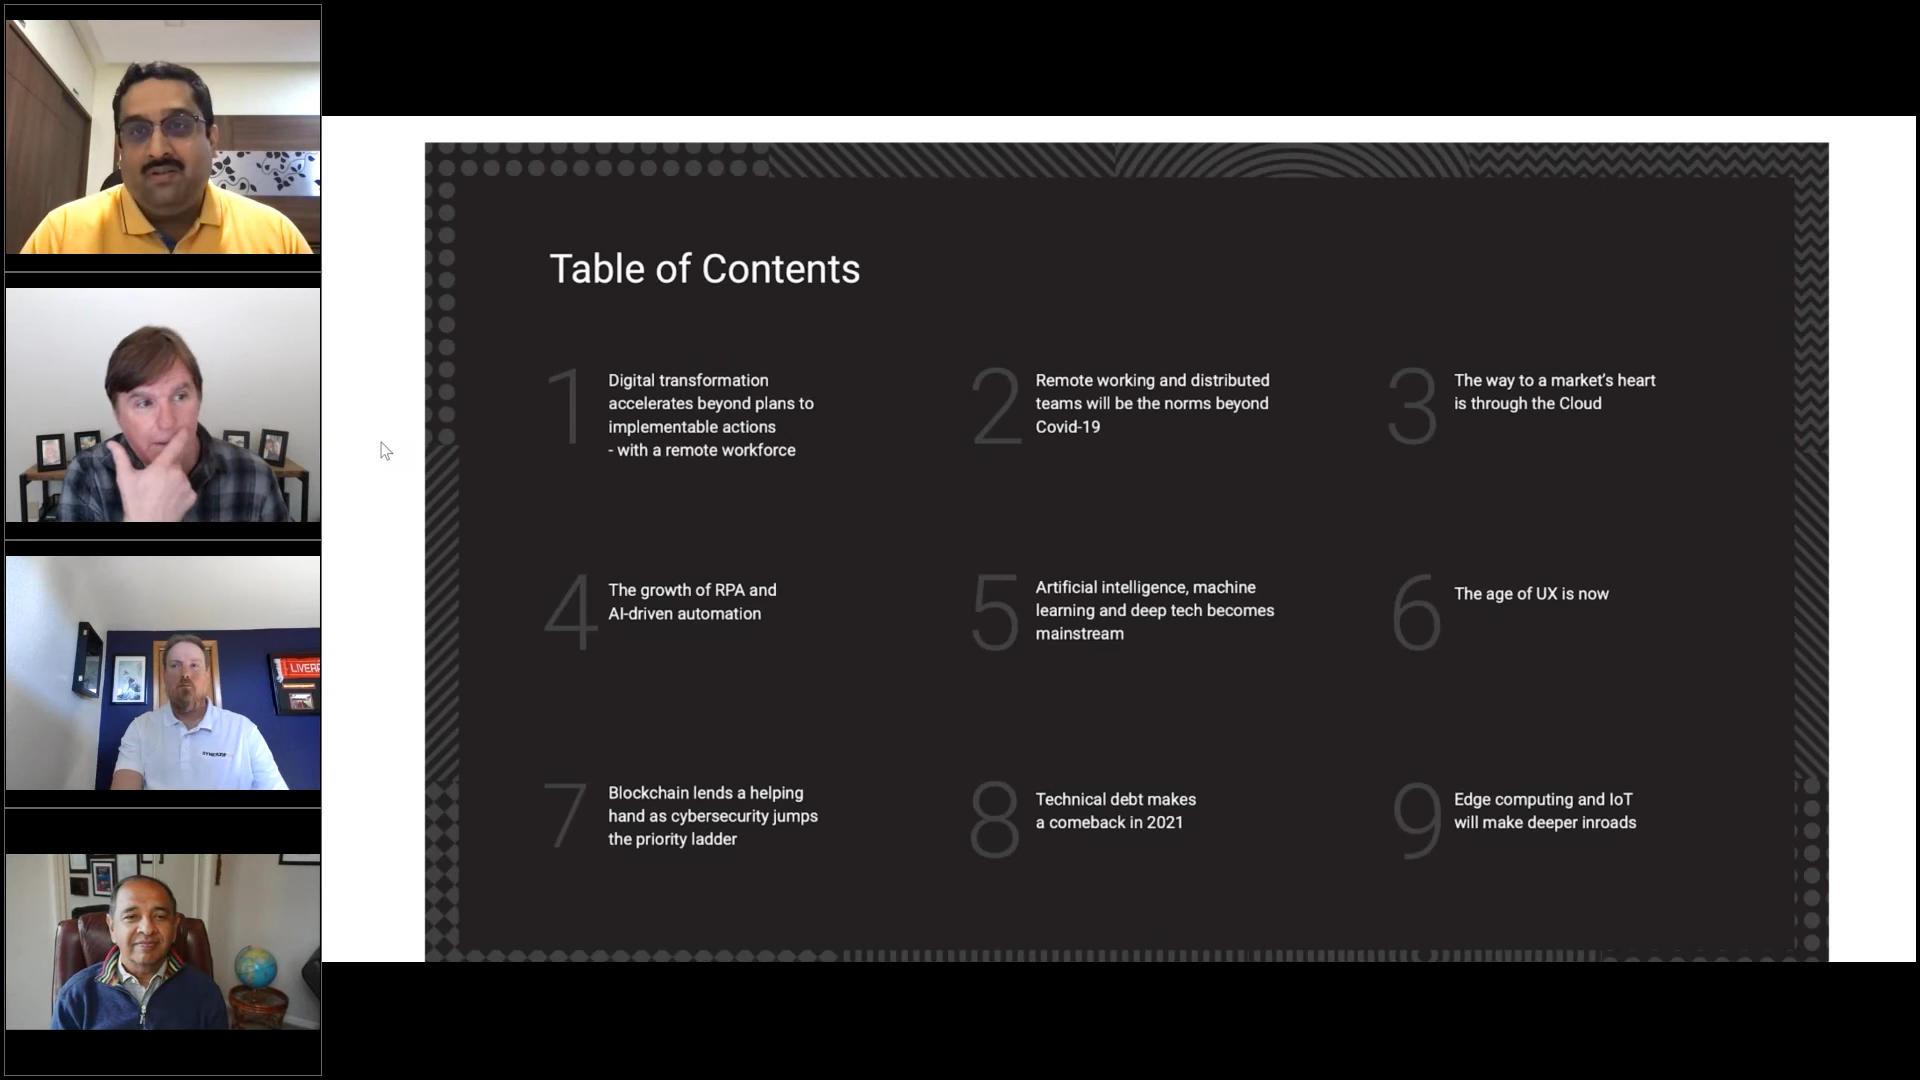 Table of Contents
1
Digital transformation
accelerates beyond plans to
implementable actions
- with a remote workforce
2
Remote working and distributed
teams will be the norms beyond
Covid-19
3
The way to a market’s heart
is through the Cloud
4
The growth of RPA and
AI-driven automation
5
Artificial intelligence, machine
learning and deep tech becomes
mainstream
6
The age of UX is now
7
Blockchain lends a helping
hand as cybersecurity jumps
the priority ladder
8
Technical debt makes
a comeback in 2021
9
Edge computing and IoT
will make deeper inroads